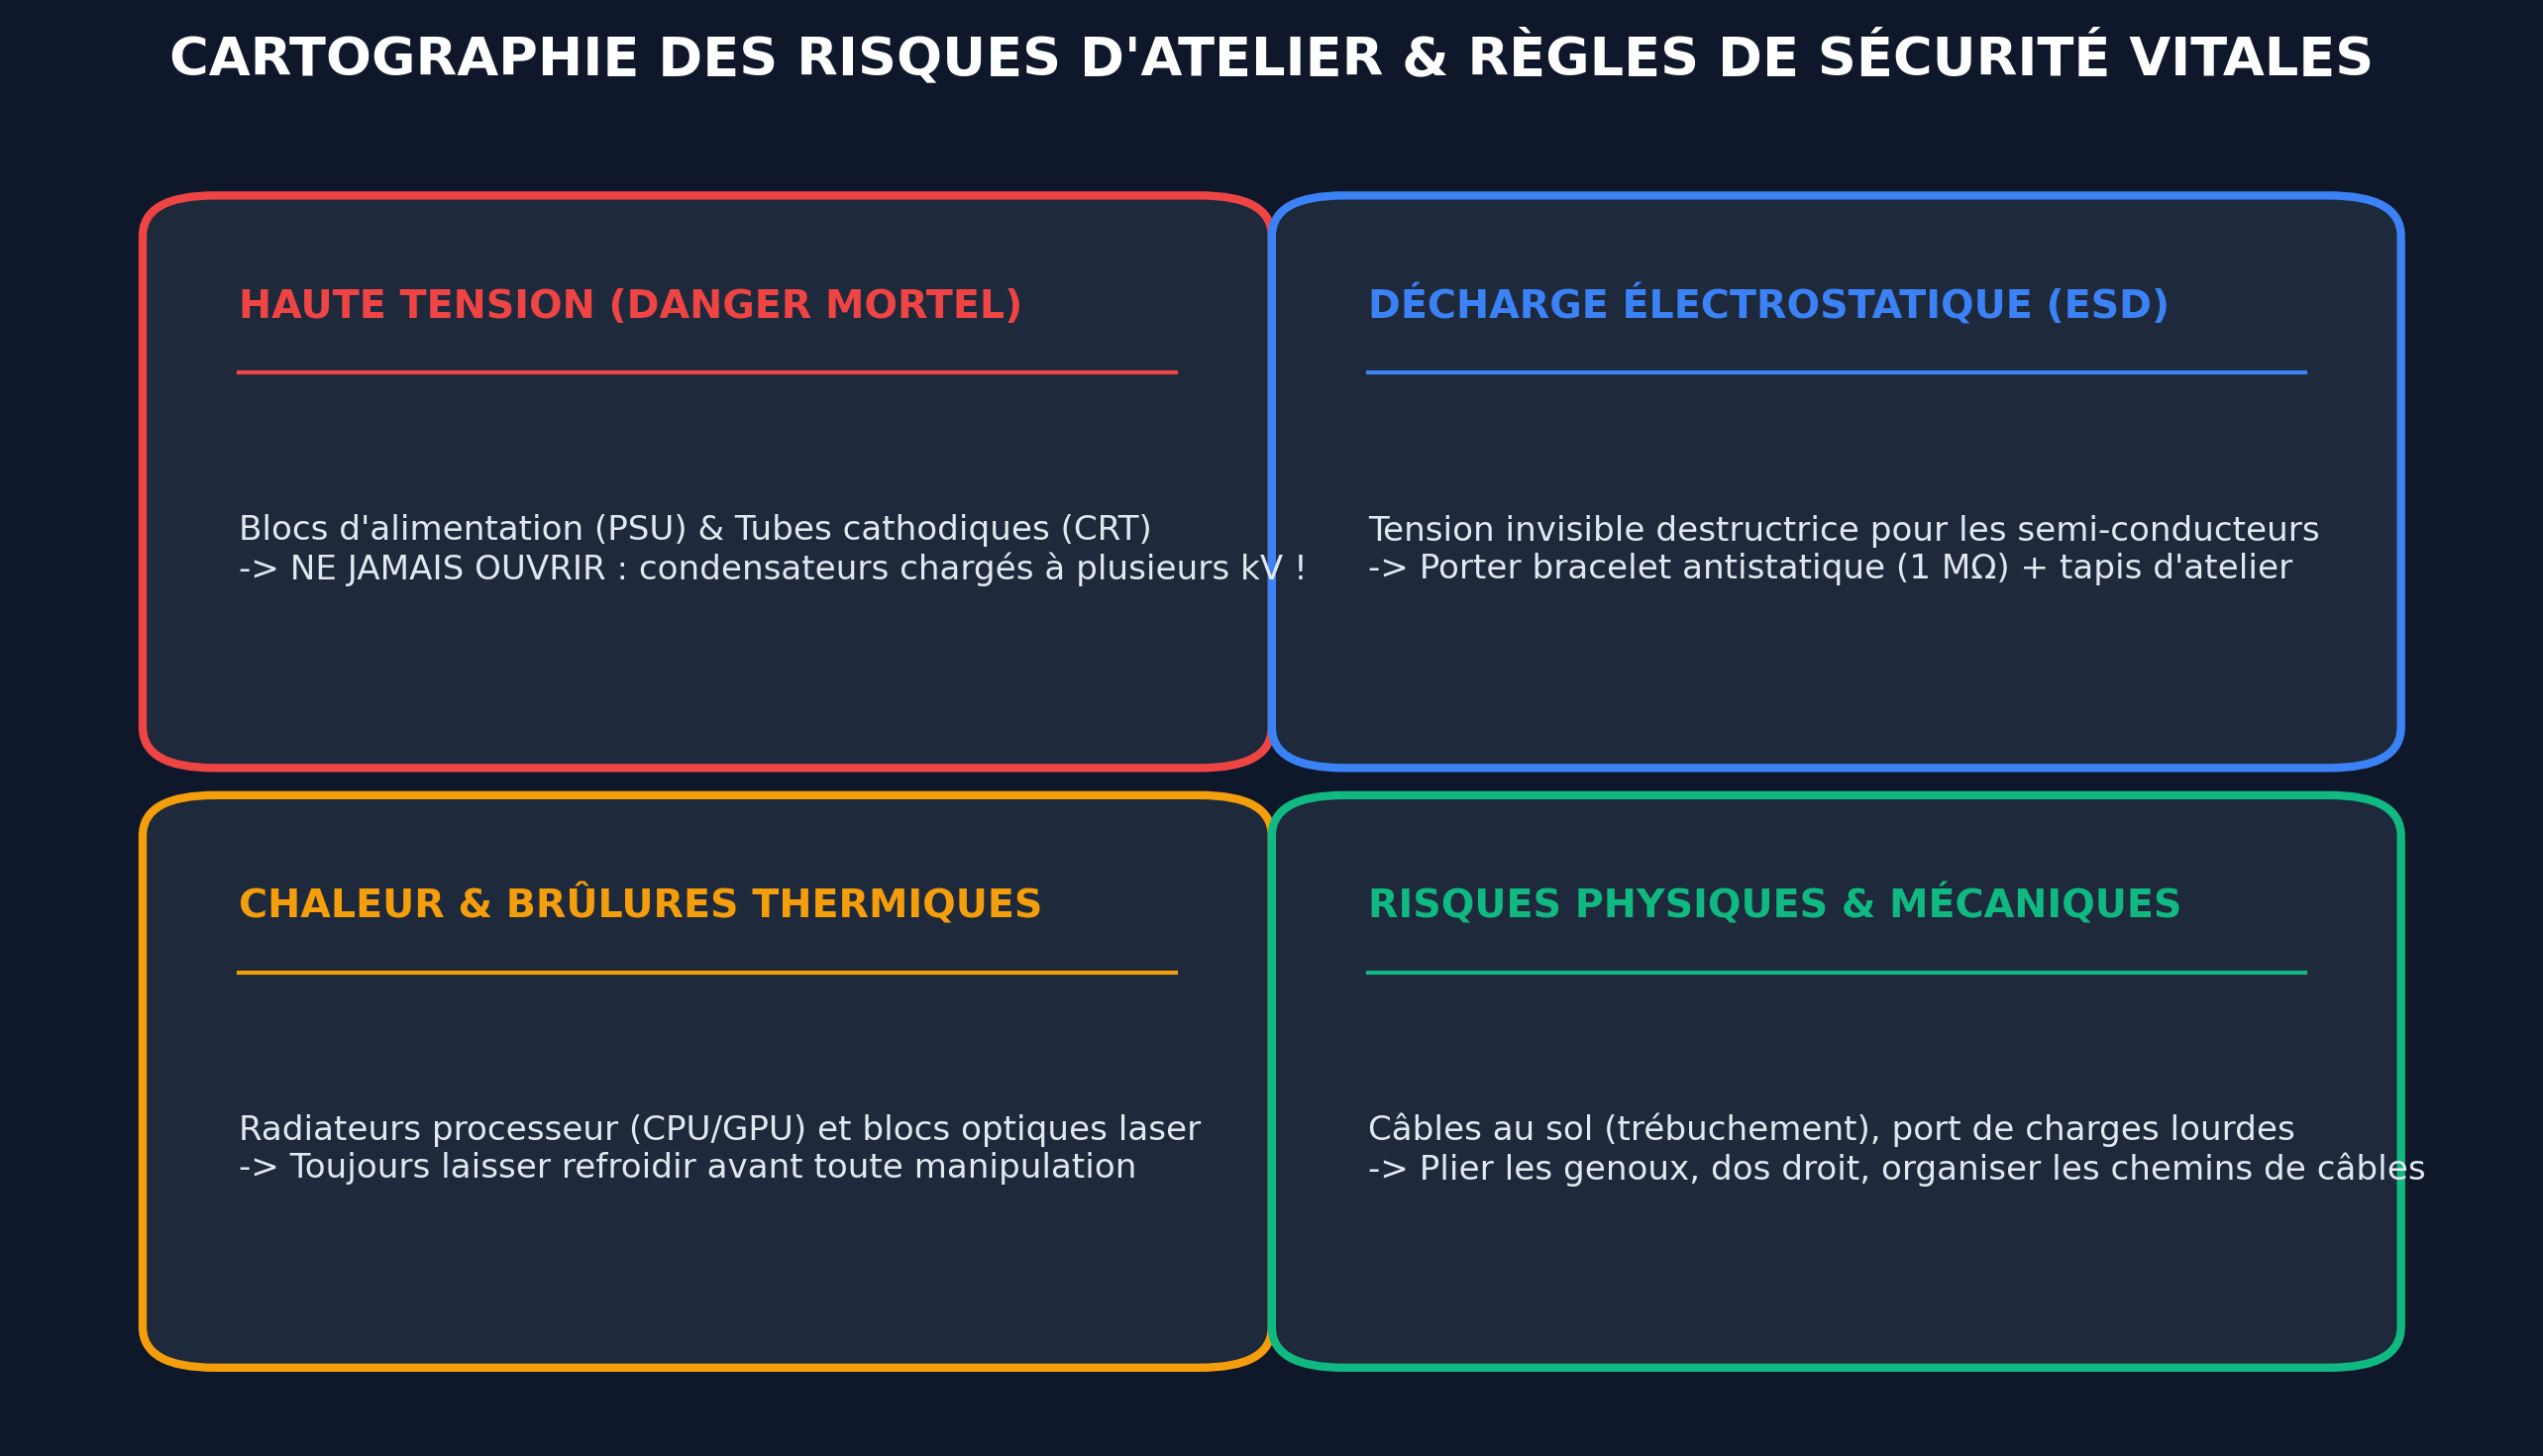 CARTOGRAPHIE DES RISQUES D'ATELIER & RÈGLES DE SÉCURITÉ VITALES
HAUTE TENSION (DANGER MORTEL)
Blocs d'alimentation (PSU) & Tubes cathodiques (CRT)
-> NE JAMAIS OUVRIR : condensateurs chargés à plusieurs kV !
DÉCHARGE ÉLECTROSTATIQUE (ESD)
Tension invisible destructrice pour les semi-conducteurs
-> Porter bracelet antistatique (1 MΩ) + tapis d'atelier
CHALEUR & BRÛLURES THERMIQUES
Radiateurs processeur (CPU/GPU) et blocs optiques laser
-> Toujours laisser refroidir avant toute manipulation
RISQUES PHYSIQUES & MÉCANIQUES
Câbles au sol (trébuchement), port de charges lourdes
-> Plier les genoux, dos droit, organiser les chemins de câbles